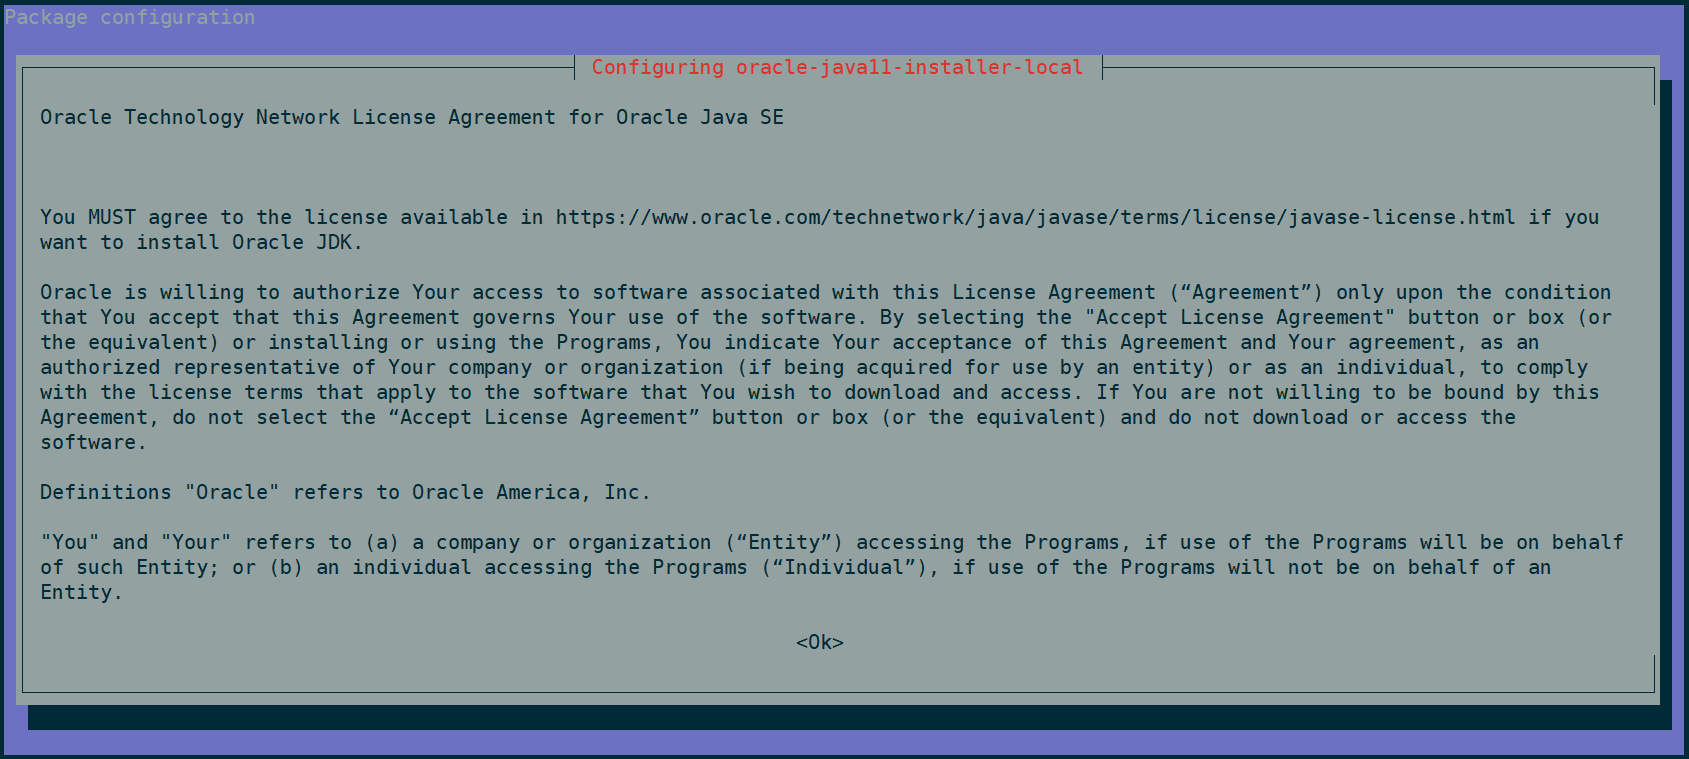 Package configuration
Configuring oracle-java11-installer-local
Oracle Technology Network License Agreement for Oracle Java SE
You MUST agree to the license available in https://www.oracle.com/technetwork/java/javase/terms/license/javase-license.html if you
want to install Oracle JDK.
Oracle is willing to authorize Your access to software associated with this License Agreement (“Agreement”) only upon the condition
that You accept that this Agreement governs Your use of the software. By selecting the "Accept License Agreement" button or box (or
the equivalent) or installing or using the Programs, You indicate Your acceptance of this Agreement and Your agreement, as an
authorized representative of Your company or organization (if being acquired for use by an entity) or as an individual, to comply
with the license terms that apply to the software that You wish to download and access. If You are not willing to be bound by this
Agreement, do not select the “Accept License Agreement” button or box (or the equivalent) and do not download or access the
software.
Definitions "Oracle" refers to Oracle America, Inc.
"You" and "Your" refers to (a) a company or organization (“Entity”) accessing the Programs, if use of the Programs will be on behalf
of such Entity; or (b) an individual accessing the Programs (“Individual”), if use of the Programs will not be on behalf of an
Entity.
<Ok>